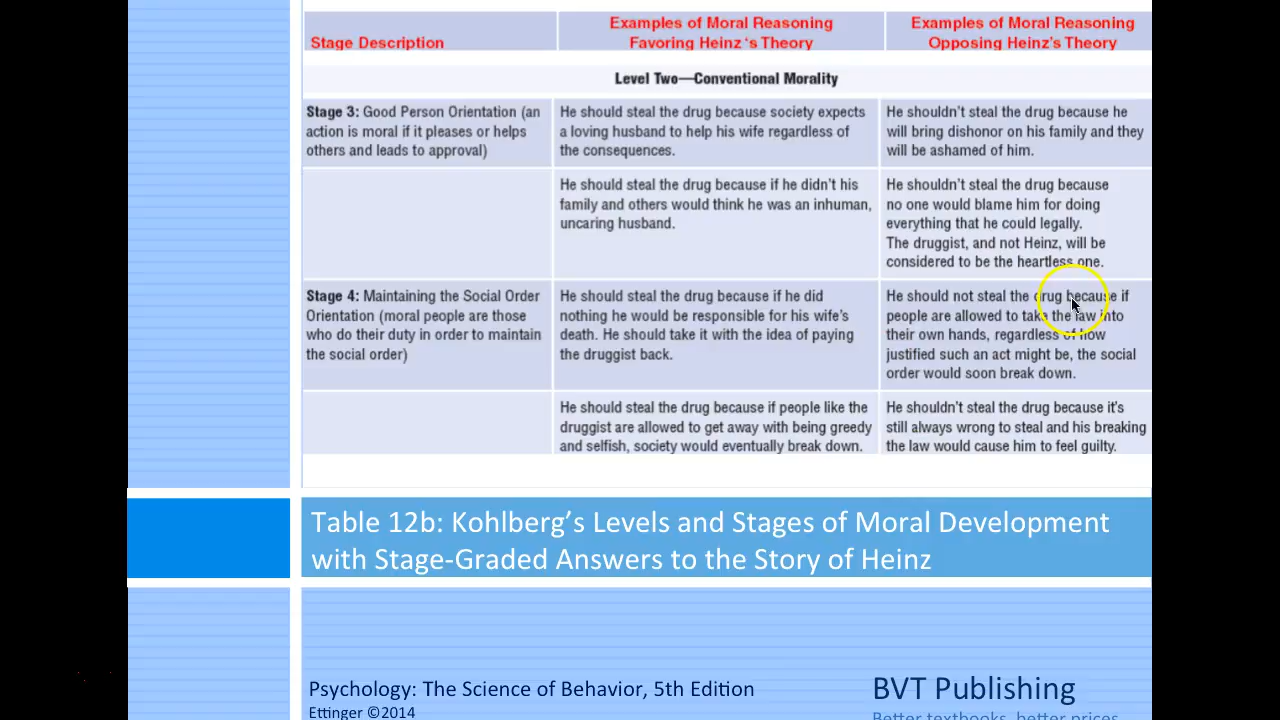 Examples of Moral Reasoning Examples of Moral Reasoning
Stage Description Favoring Heinz ‘s Theory Opposing Heinz’s Theory
Level Two—Conventional Morality
Stage 3: Good Person Orientation (an
action is moral if it pleases or helps
others and leads to approval)
He should steal the drug because society expects
a loving husband to help his wife regardless of
the consequences.
He shouldn’t steal the drug because he
will bring dishonor on his family and they
will be ashamed of him.
He should steal the drug because if he didn’t his
family and others would think he was an inhuman,
uncaring husband.
He shouldn’t steal the drug because
no one would blame him for doing
everything that he could legally.
The druggist, and not Heinz, will be
considered to be the heartless one.
Stage 4: Maintaining the Social Order
Orientation (moral people are those
who do their duty in order to maintain
the social order)
He should steal the drug because if he did
nothing he would be responsible for his wife’s
death. He should take it with the idea of paying
the druggist back.
He should not steal the drug because if
people are allowed to take the law into
their own hands, regardless of how
justified such an act might be, the social
order would soon break down.
He should steal the drug because if people like the
druggist are allowed to get away with being greedy
and selfish, society would eventually break down.
He shouldn’t steal the drug because it’s
still always wrong to steal and his breaking
the law would cause him to feel guilty.
Table 12b: Kohlberg’s Levels and Stages of Moral Development
with Stage-Graded Answers to the Story of Heinz
Psychology: The Science of Behavior, 5th Edition
Ettinger ©2014
BVT Publishing
Better textbooks, better prices